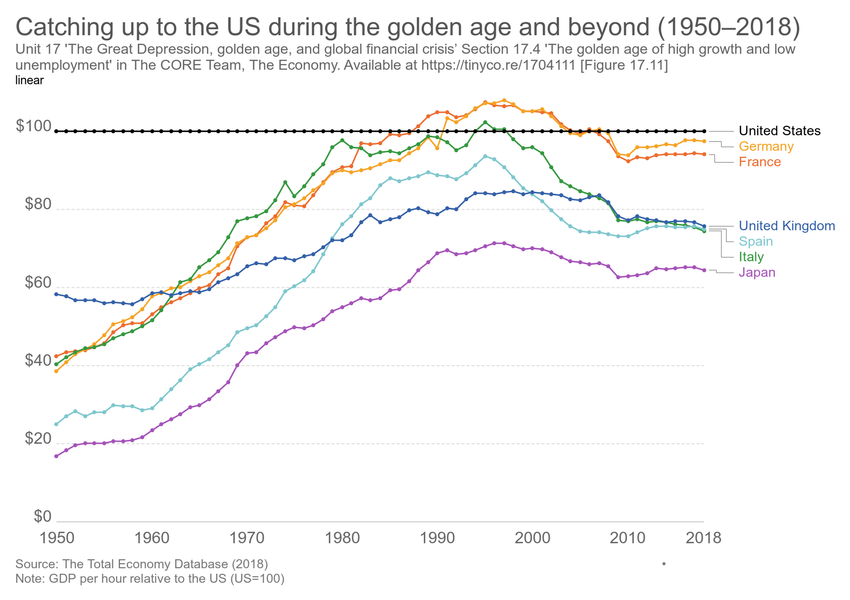 Catching up to the US during the golden age and beyond (1950–2018)
Unit 17 'The Great Depression, golden age, and global financial crisis’ Section 17.4 'The golden age of high growth and low
unemployment' in The CORE Team, The Economy. Available at https://tinyco.re/1704111 [Figure 17.11]
linear
$100
$80
$60
$40
$20
$0
1950
1960
1970
1980
1990
2000
2010
2018
United States
Germany
France
United Kingdom
Spain
Italy
Japan
Source: The Total Economy Database (2018)
Note: GDP per hour relative to the US (US=100)